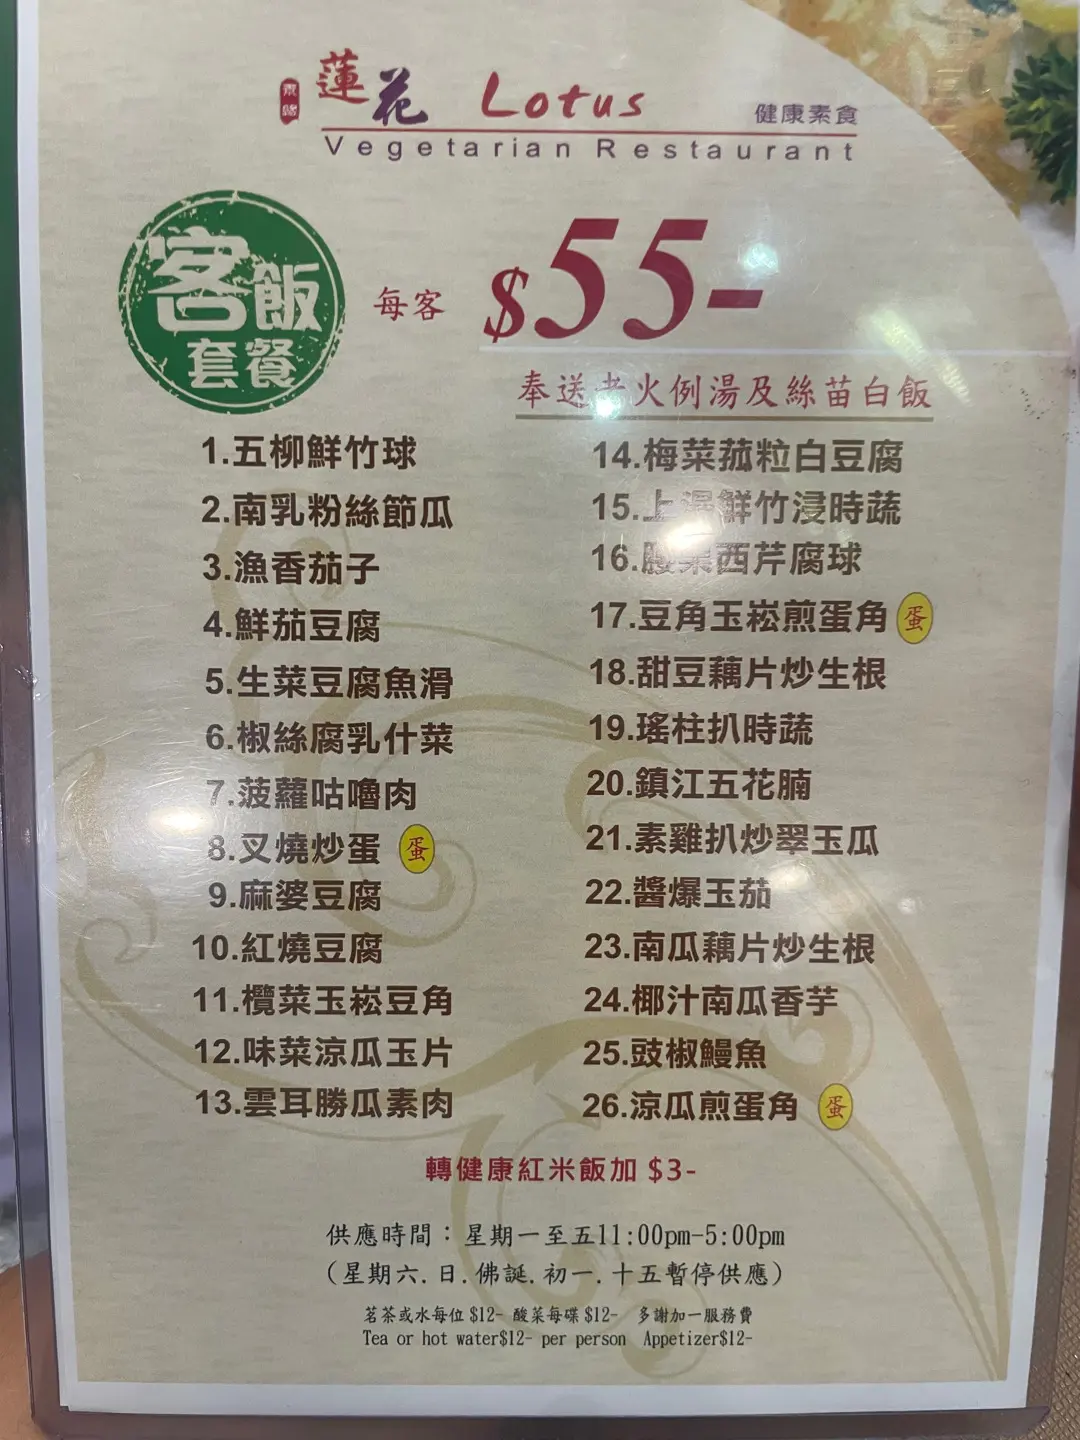 素緣
蓮花 Lotus 健康素食
Vegetarian Restaurant
客飯
套餐
每客 $55-
奉送老火例湯及絲苗白飯
1.五柳鮮竹球
2.南乳粉絲節瓜
3.漁香茄子
4.鮮茄豆腐
5.生菜豆腐魚滑
6.椒絲腐乳什菜
7.菠蘿咕嚕肉
8.叉燒炒蛋 蛋
9.麻婆豆腐
10.紅燒豆腐
11.欖菜玉崧豆角
12.味菜涼瓜玉片
13.雲耳勝瓜素肉
14.梅菜菰粒白豆腐
15.上湯鮮竹浸時蔬
16.腰果西芹腐球
17.豆角玉崧煎蛋角 蛋
18.甜豆藕片炒生根
19.瑤柱扒時蔬
20.鎮江五花腩
21.素雞扒炒翠玉瓜
22.醬爆玉茄
23.南瓜藕片炒生根
24.椰汁南瓜香芋
25.豉椒鰻魚
26.涼瓜煎蛋角 蛋
轉健康紅米飯加 $3-
供應時間：星期一至五11:00pm-5:00pm
(星期六.日.佛誕.初一.十五暫停供應)
茗茶或水每位 $12- 酸菜每碟 $12- 多謝加一服務費
Tea or hot water$12- per person Appetizer$12-